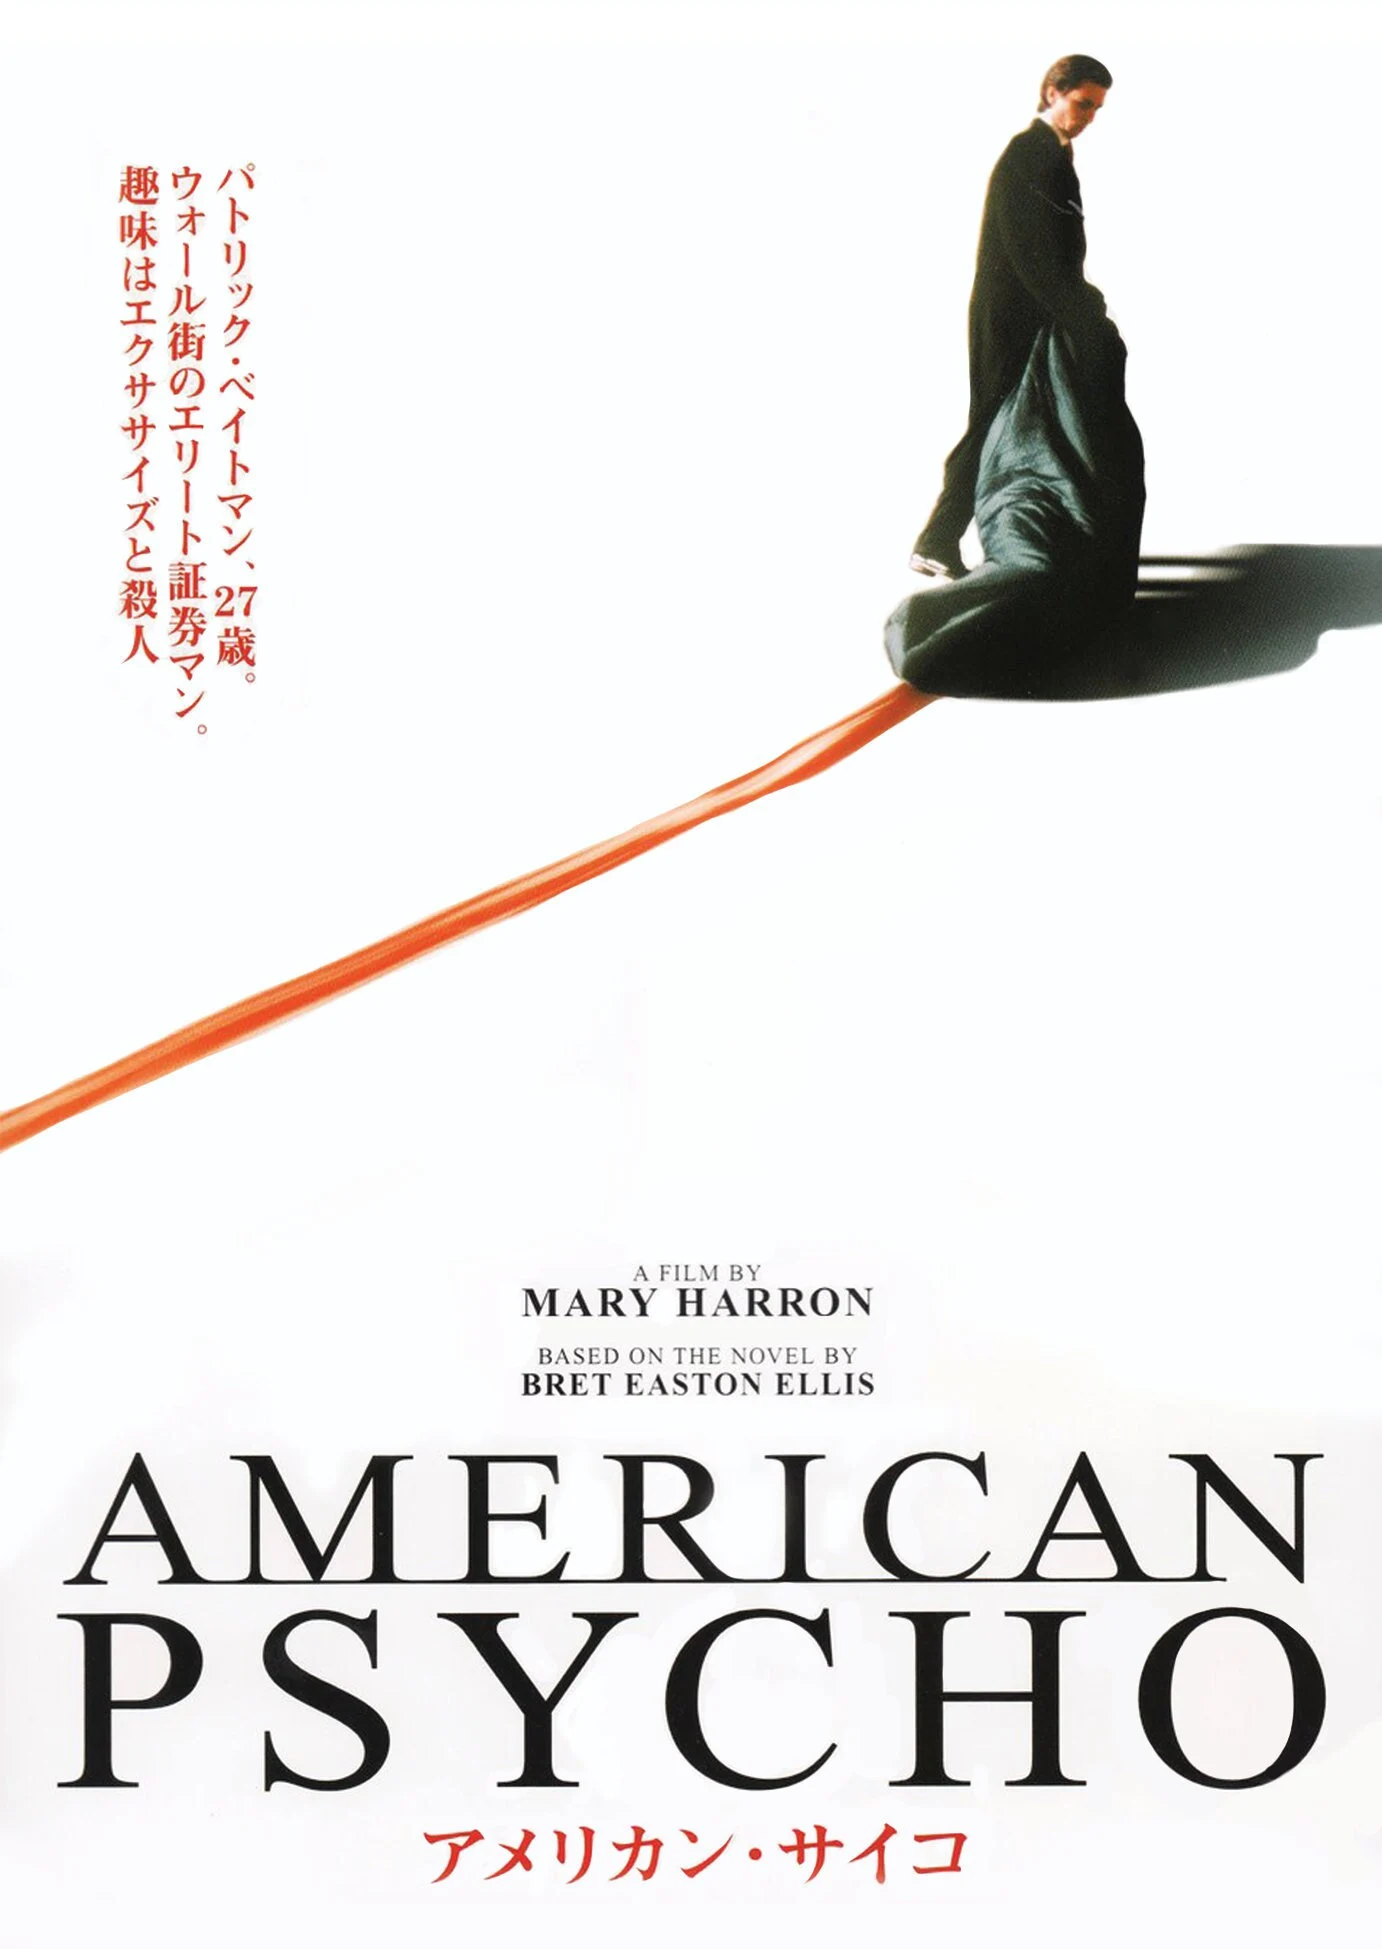 パトリック・ベイトマン、27歳。
ウォール街のエリート証券マン。
趣味はエクササイズと殺人
A FILM BY
MARY HARRON
BASED ON THE NOVEL BY
BRET EASTON ELLIS
AMERICAN
PSYCHO
アメリカン・サイコ